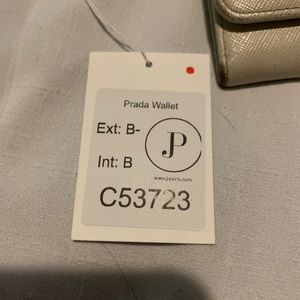 Prada Wallet
Ext: B-
JP
Int: B
C53723